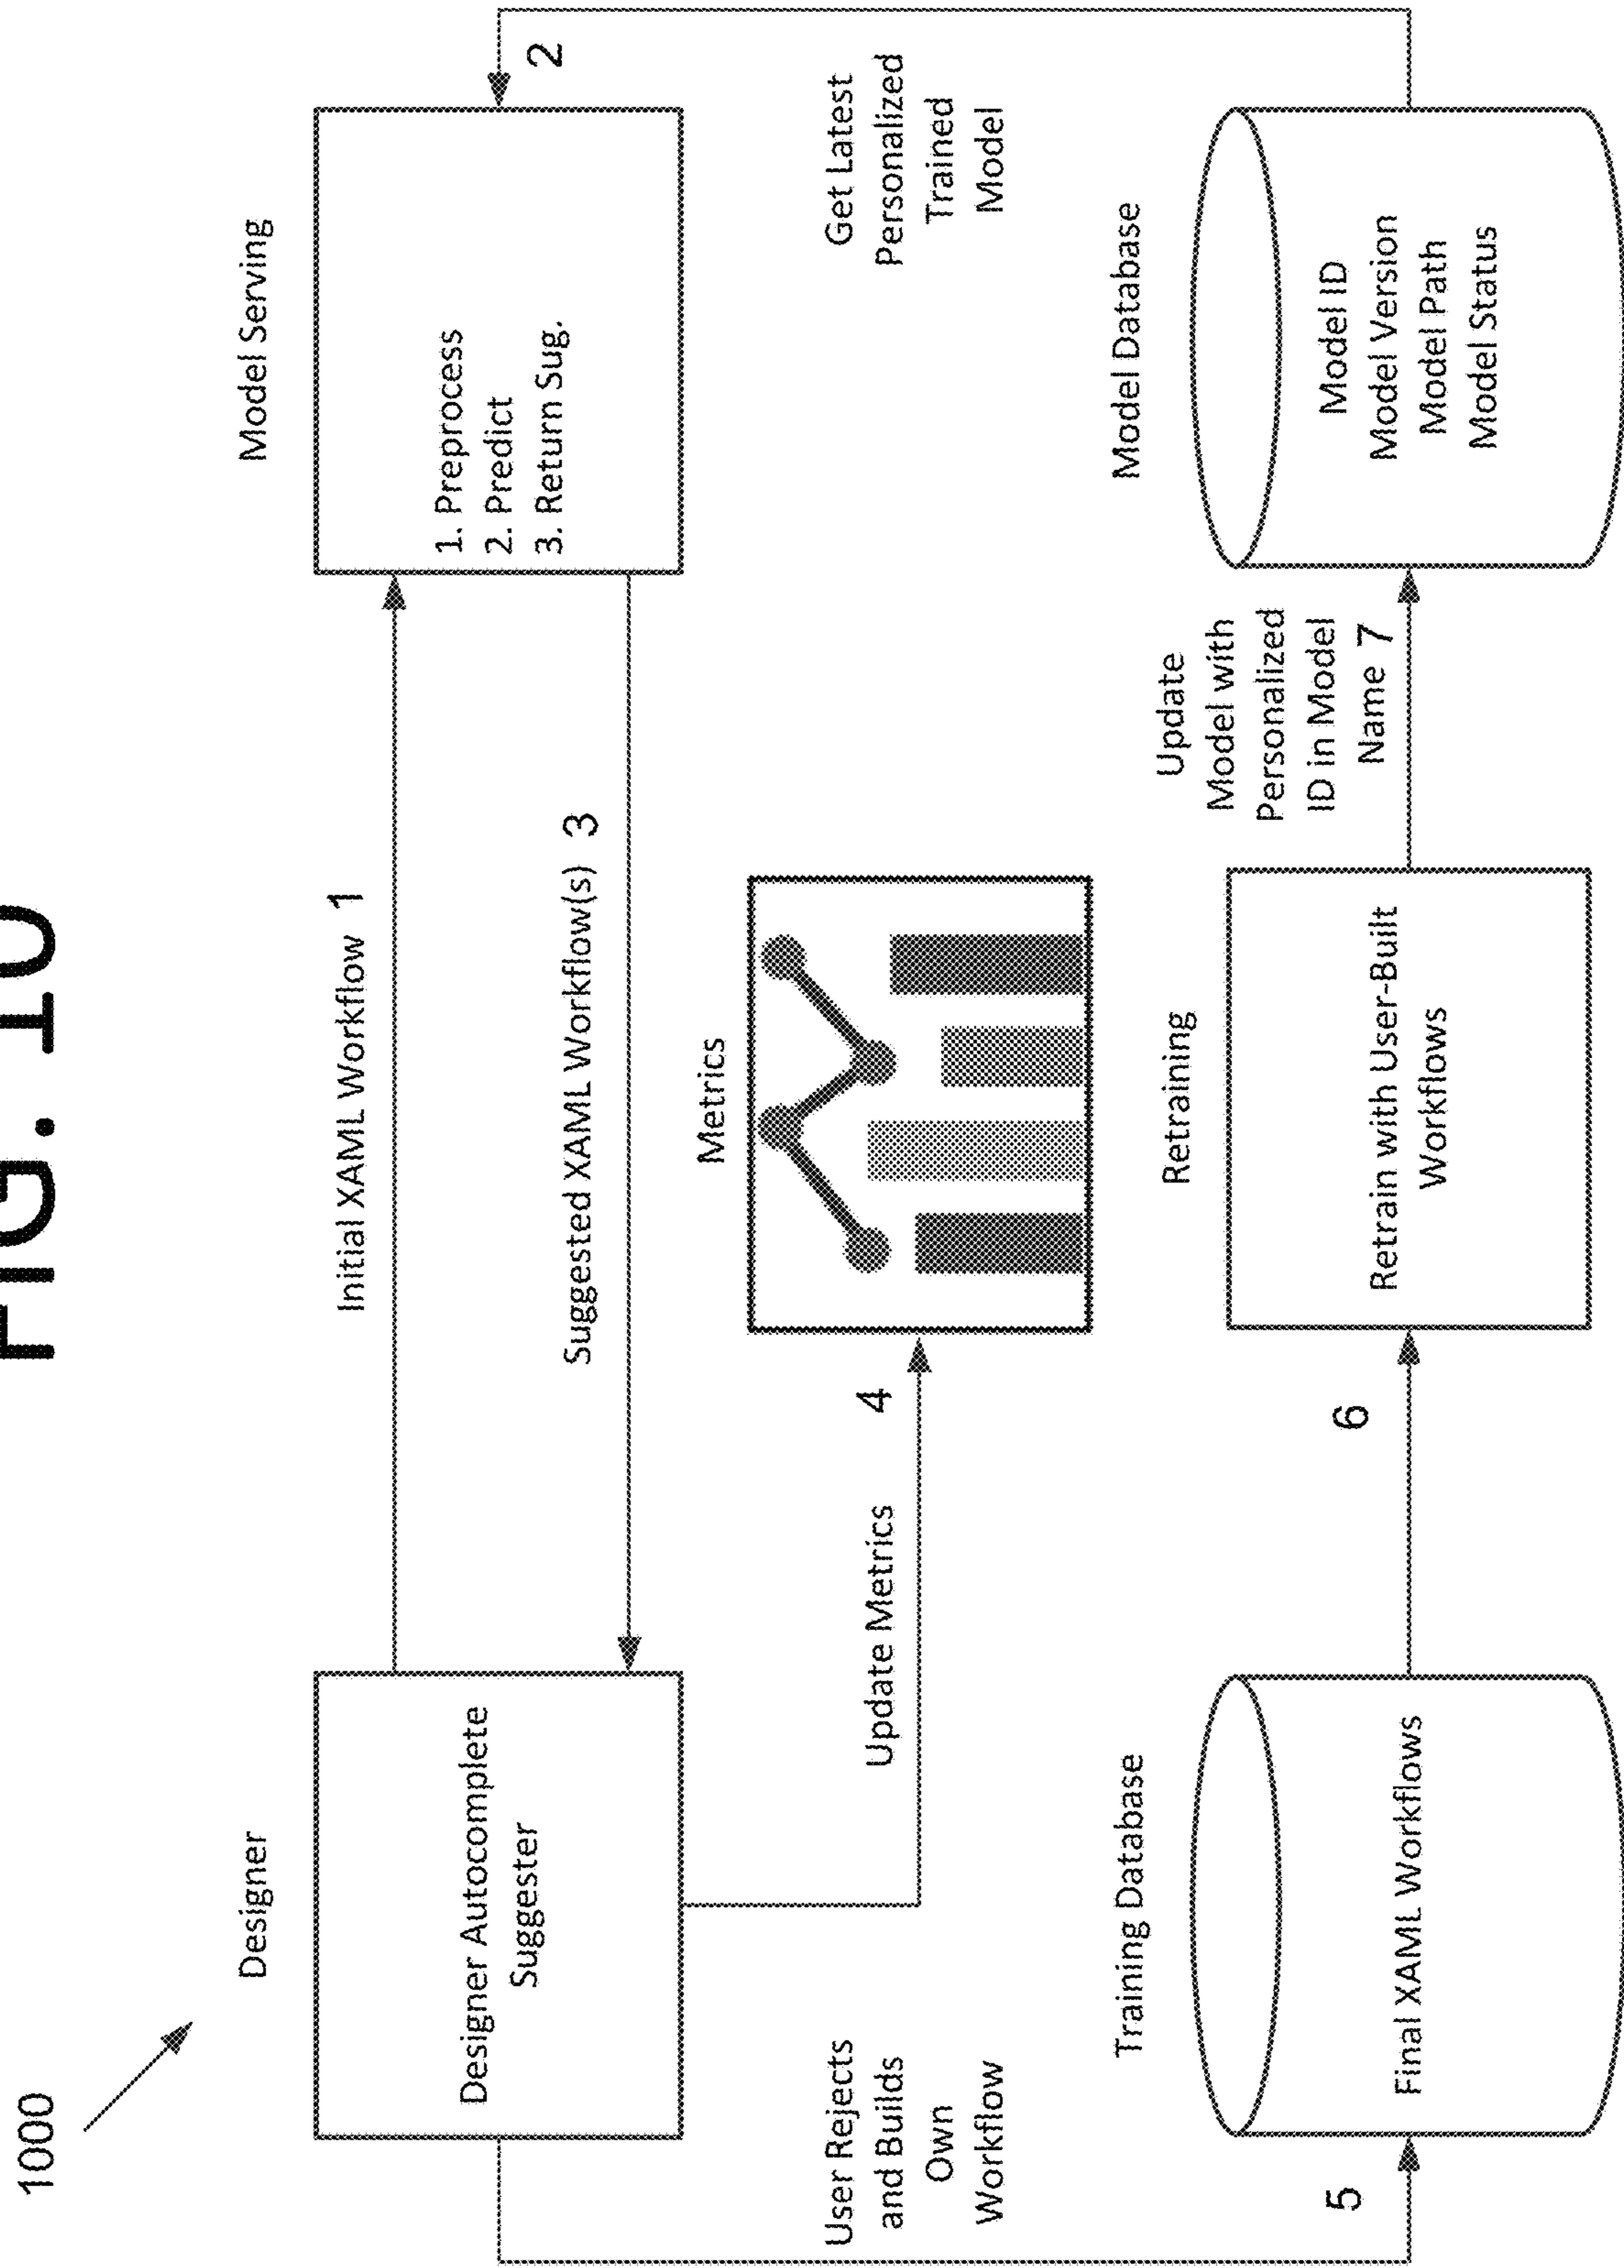 FIG. 10
1000
Designer
Designer Autocomplete
Suggester
Initial XAML Workflow 1
Suggested XAML Workflow(s) 3
Model Serving
1. Preprocess
2. Predict
3. Return Sug.
2
User Rejects
and Builds
Own
Workflow
Update Metrics
4
Metrics
Get Latest
Personalized
Trained
Model
Training Database
Final XAML Workflows
5
6
Retraining
Retrain with User-Built
Workflows
Update
Model with
Personalized
ID in Model
Name 7
Model Database
Model ID
Model Version
Model Path
Model Status